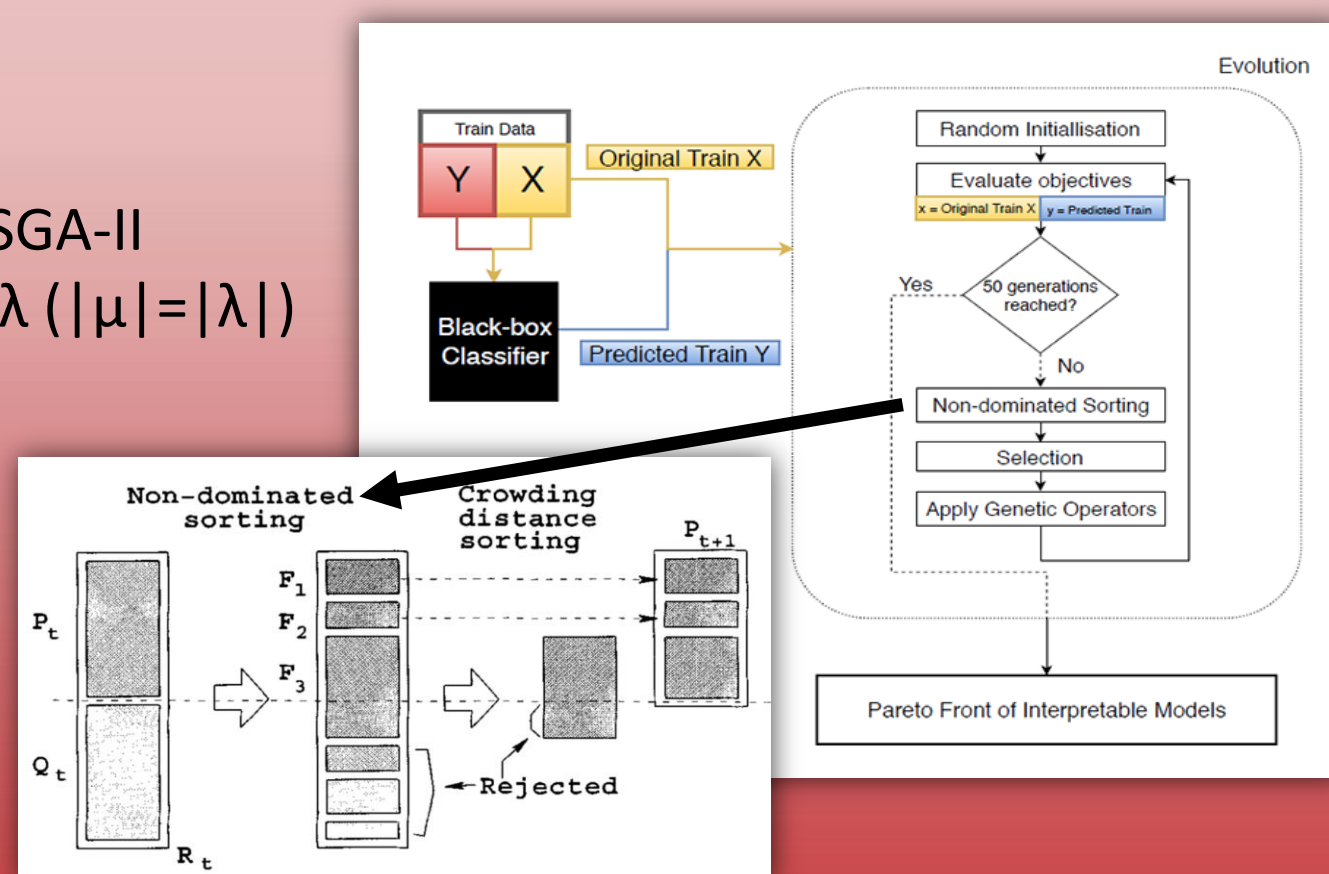 SGA-II
λ (|μ|=|λ|)
Evolution
Train Data
Y
X
Original Train X
Black-box
Classifier
Predicted Train Y
Random Initiallisation
Evaluate objectives
x = Original Train X
y = Predicted Train
50 generations
reached?
Yes
No
Non-dominated Sorting
Selection
Apply Genetic Operators
Pareto Front of Interpretable Models
Non-dominated
sorting
Crowding
distance
sorting
P t+1
F 1
F 2
F 3
P t
Q t
R t
Rejected